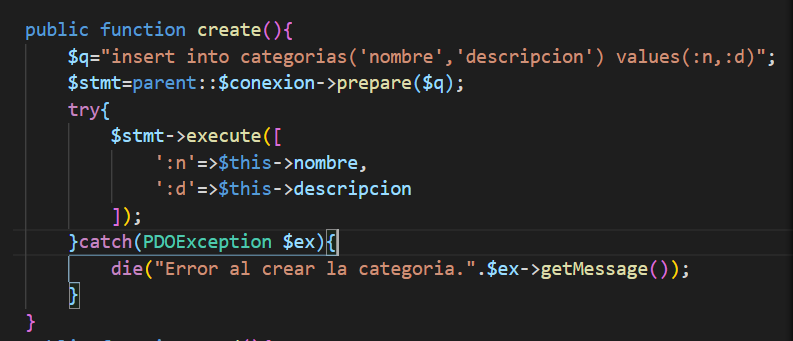 public function create(){
$q="insert into categorias('nombre','descripcion') values(:n,:d)";
$stmt=parent::$conexion->prepare($q);
try{
$stmt->execute([
':n'=>$this->nombre,
':d'=>$this->descripcion
]);
}catch(PDOException $ex){
die("Error al crear la categoria.".$ex->getMessage());
}
}